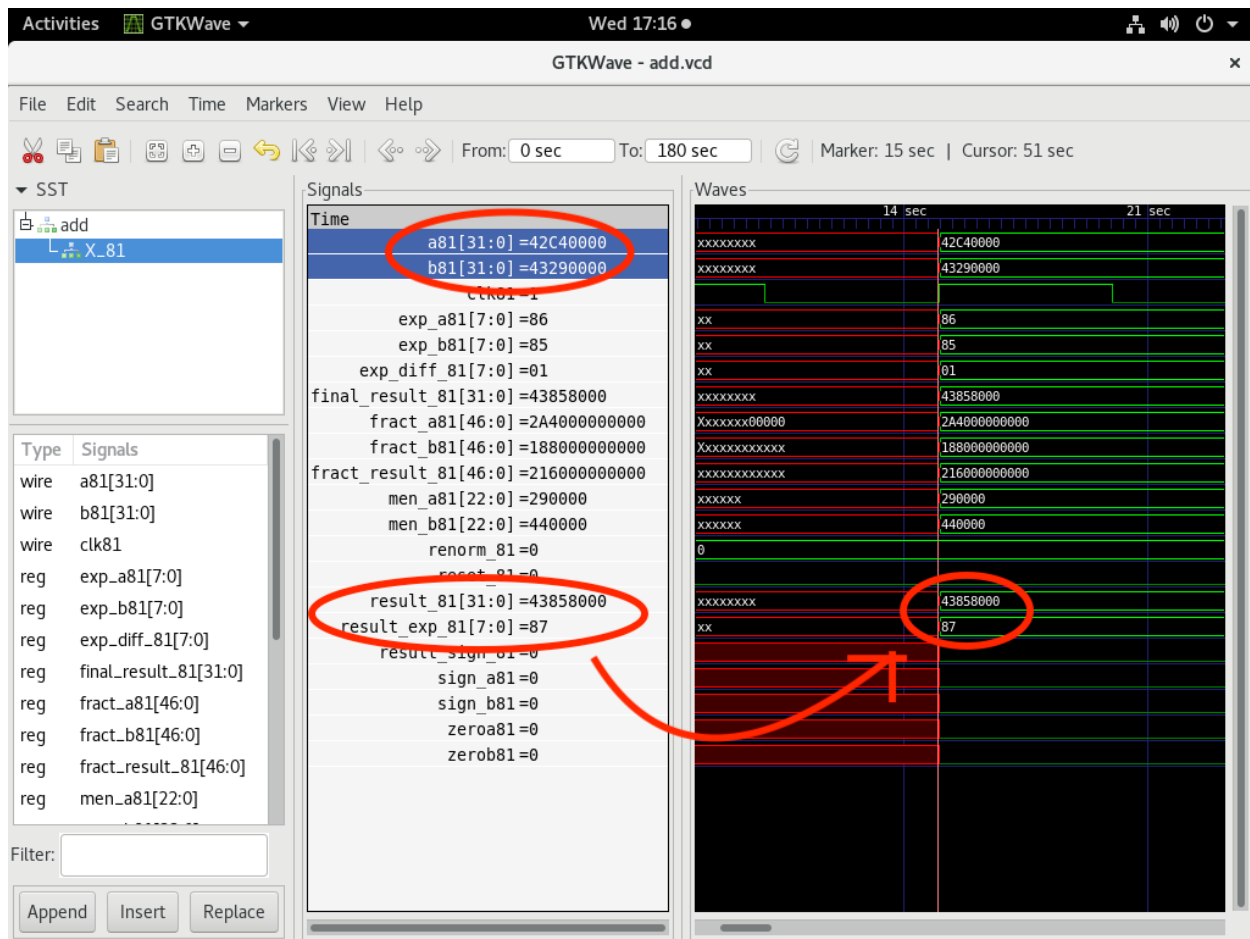 Activities GTKWave Wed 17:16
GTKWave - add.vcd
File Edit Search Time Markers View Help
From: 0 sec To: 180 sec Marker: 15 sec | Cursor: 51 sec
SST
add
X_81
Type Signals
wire a81[31:0]
wire b81[31:0]
wire clk81
reg exp_a81[7:0]
reg exp_b81[7:0]
reg exp_diff_81[7:0]
reg final_result_81[31:0]
reg fract_a81[46:0]
reg fract_b81[46:0]
reg fract_result_81[46:0]
reg men_a81[22:0]
Filter:
Append Insert Replace
Signals
Time
a81[31:0]=42C40000
b81[31:0]=43290000
clk81=1
exp_a81[7:0]=86
exp_b81[7:0]=85
exp_diff_81[7:0]=01
final_result_81[31:0]=43858000
fract_a81[46:0]=2A4000000000
fract_b81[46:0]=188000000000
fract_result_81[46:0]=216000000000
men_a81[22:0]=290000
men_b81[22:0]=440000
renorm_81=0
reset_81=0
result_81[31:0]=43858000
result_exp_81[7:0]=87
result_sign_81=0
sign_a81=0
sign_b81=0
zeroa81=0
zerob81=0
Waves
14 sec 21 sec
xxxxxxxx 42C40000
xxxxxxxx 43290000
xx 86
xx 85
xx 01
xxxxxxxx 43858000
Xxxxxxx00000 2A4000000000
Xxxxxxxxxxxx 188000000000
xxxxxxxxxxxx 216000000000
xxxxxx 290000
xxxxxx 440000
0
xxxxxxxx 43858000
xx 87